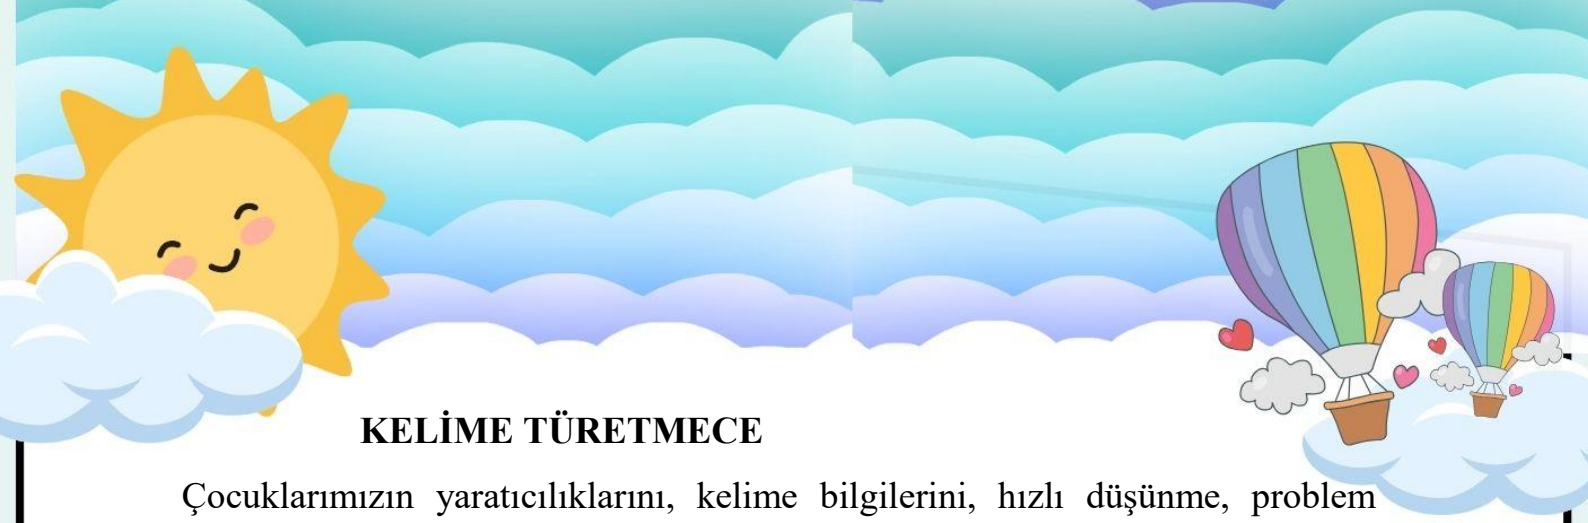 KELİME TÜRETMECE
Çocuklarımızın yaratıcılıklarını, kelime bilgilerini, hızlı düşünme, problem